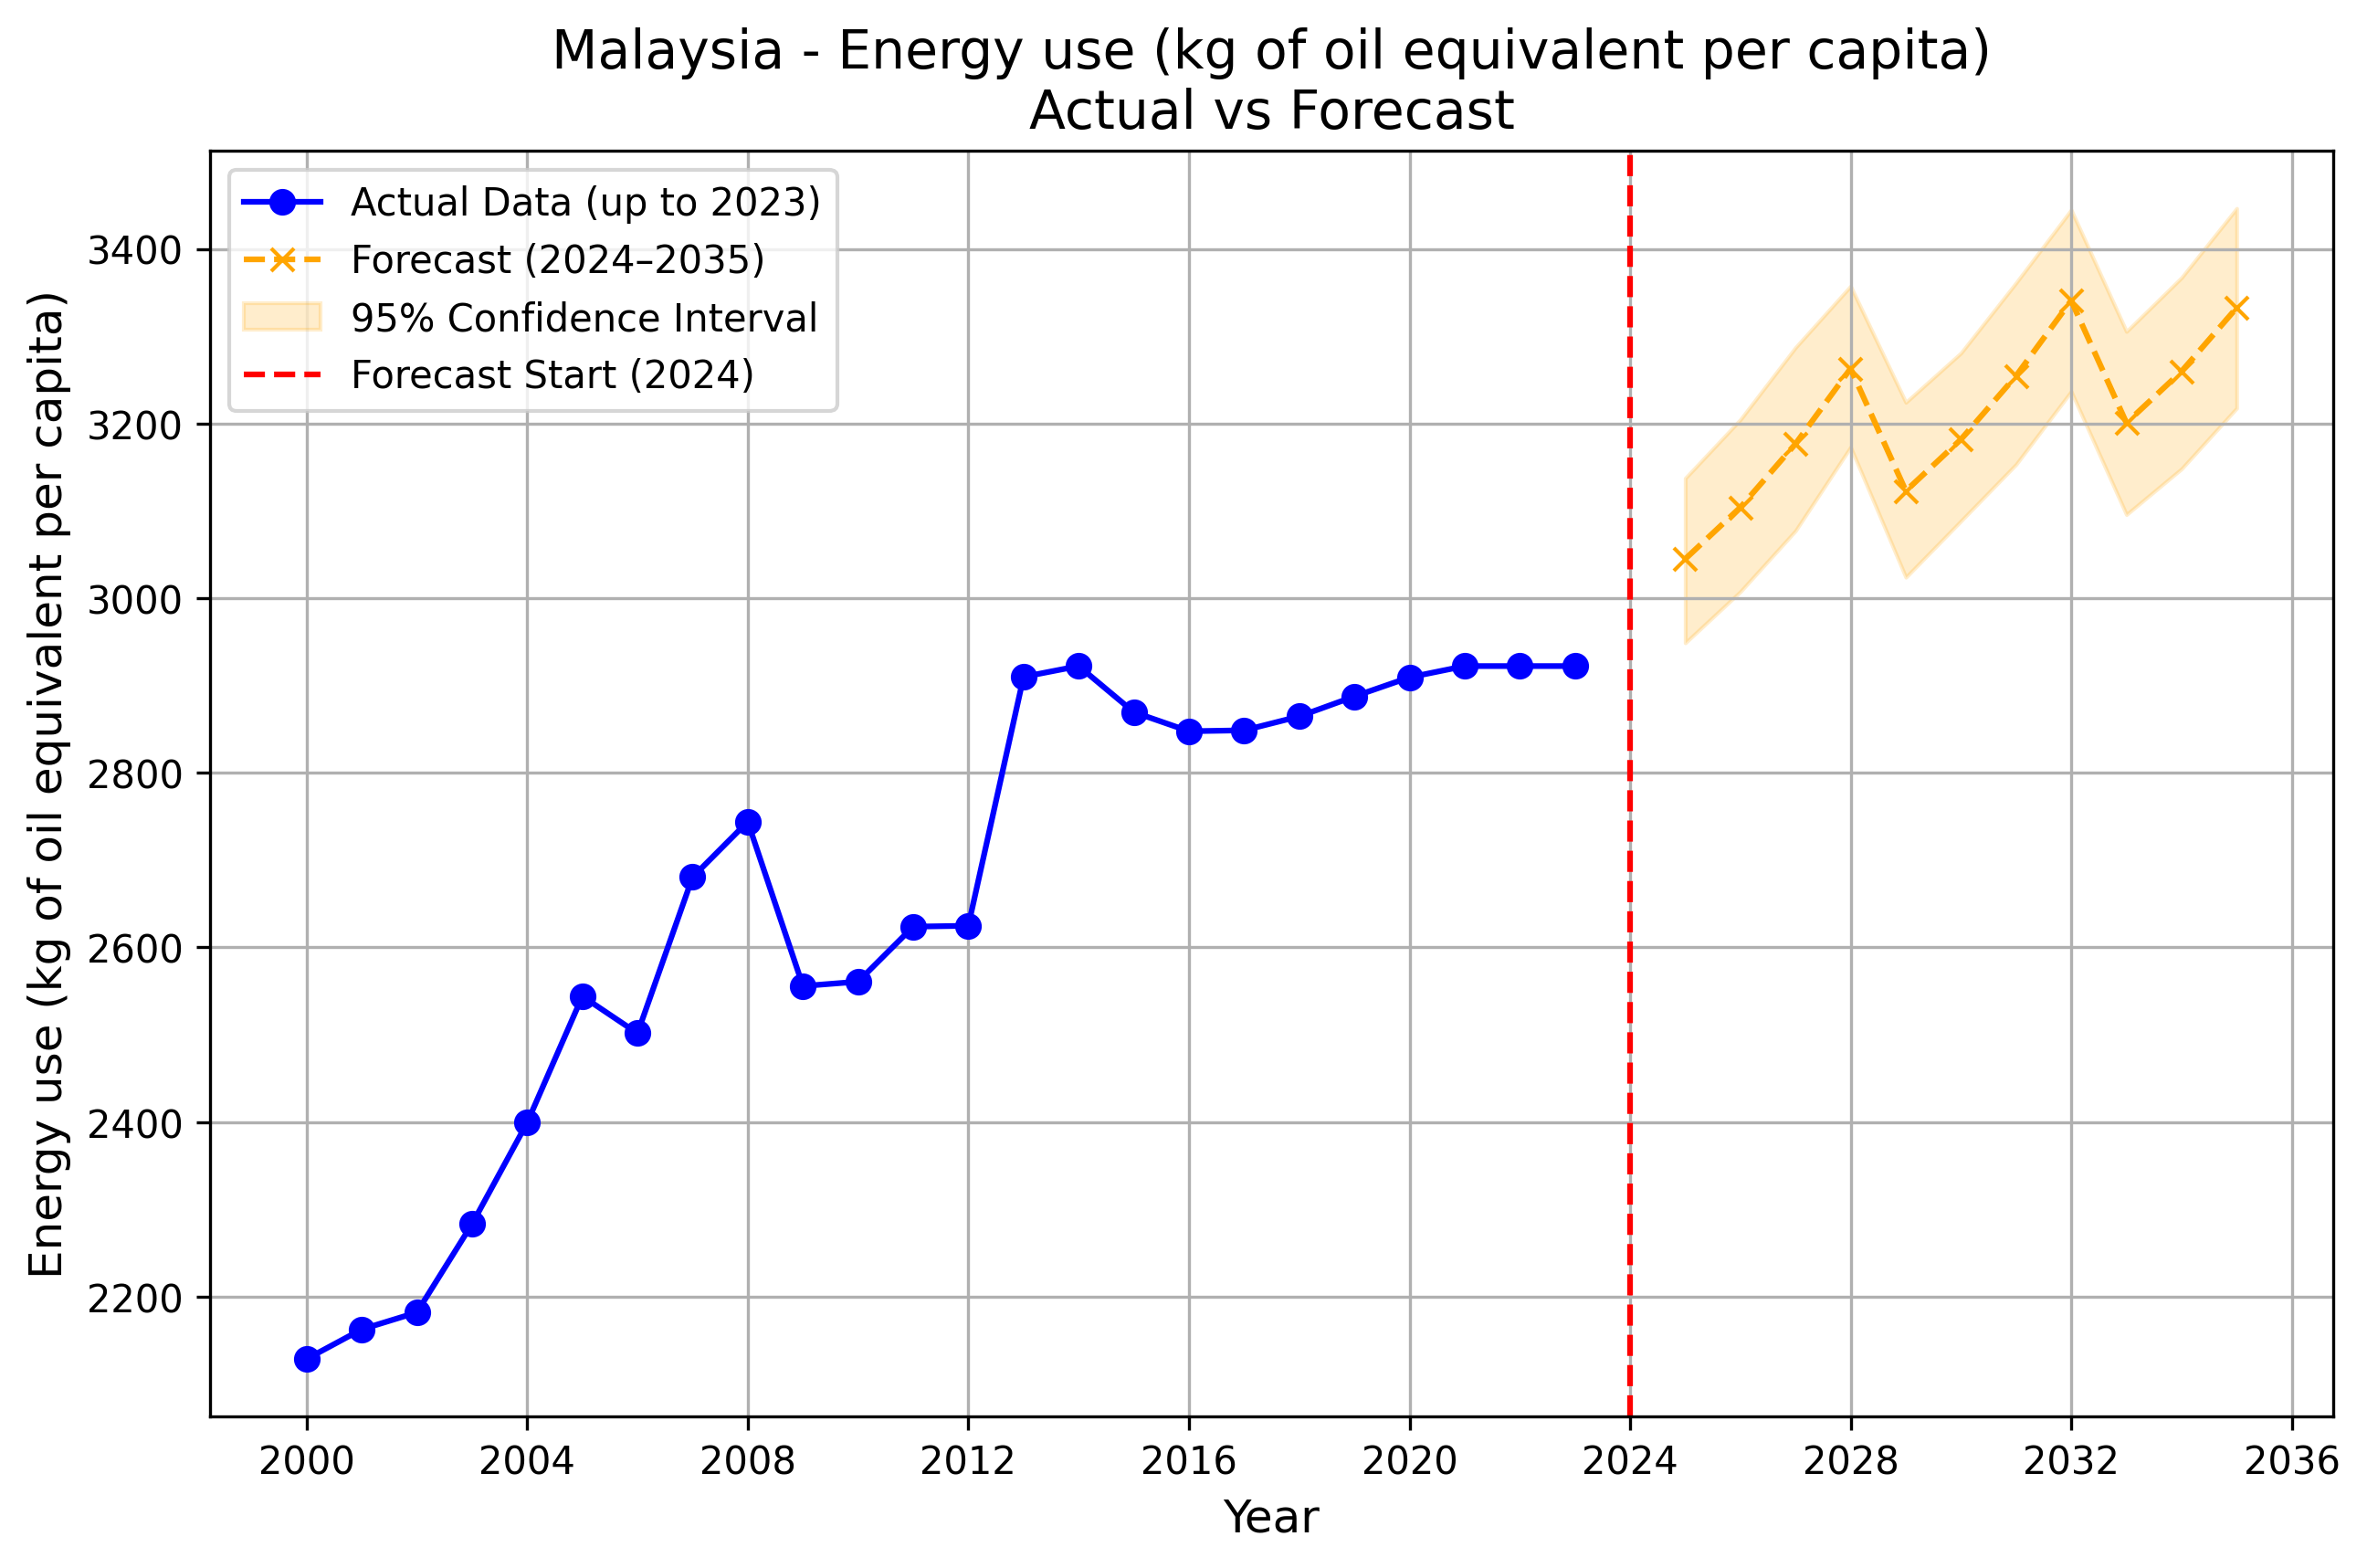 Malaysia - Energy use (kg of oil equivalent per capita)
Actual vs Forecast
Actual Data (up to 2023)
Forecast (2024–2035)
95% Confidence Interval
Forecast Start (2024)
Energy use (kg of oil equivalent per capita)
3400
3200
3000
2800
2600
2400
2200
2000 2004 2008 2012 2016 2020 2024 2028 2032 2036
Year